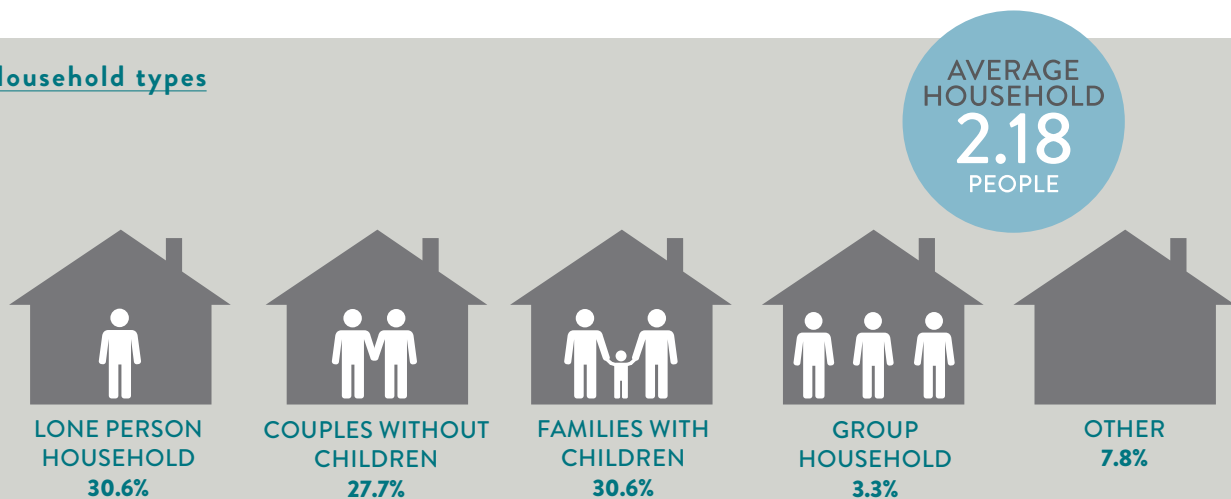 Household types
AVERAGE
HOUSEHOLD
2.18
PEOPLE
LONE PERSON
HOUSEHOLD
30.6%
COUPLES WITHOUT
CHILDREN
27.7%
FAMILIES WITH
CHILDREN
30.6%
GROUP
HOUSEHOLD
3.3%
OTHER
7.8%